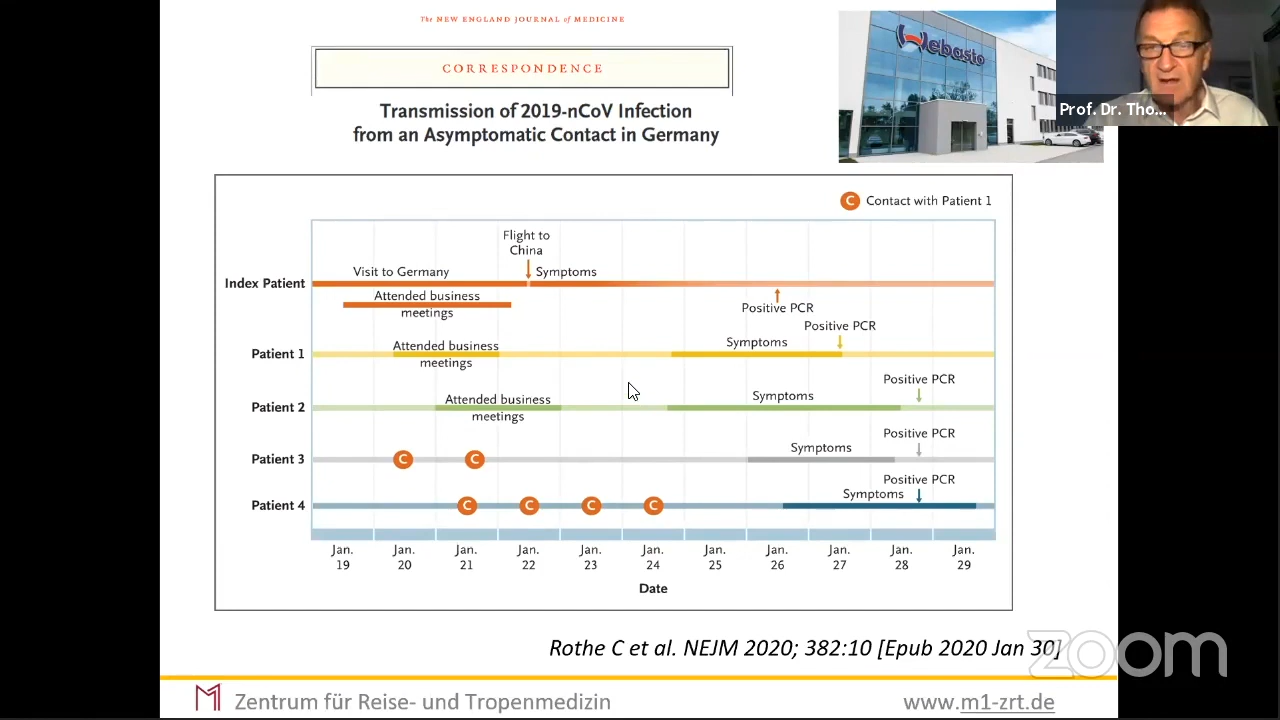 The NEW ENGLAND JOURNAL of MEDICINE
CORRESPONDENCE
Transmission of 2019-nCoV Infection
from an Asymptomatic Contact in Germany
Webasto
Prof. Dr. Tho...
C Contact with Patient 1
Flight to
China
Visit to Germany
Symptoms
Index Patient
Attended business
meetings
Positive PCR
Positive PCR
Patient 1
Attended business
meetings
Symptoms
Positive PCR
Patient 2
Attended business
meetings
Symptoms
Positive PCR
Patient 3
C C
Symptoms
Positive PCR
Patient 4
C C C C
Symptoms
Jan. Jan. Jan. Jan. Jan. Jan. Jan. Jan. Jan. Jan. Jan.
19 20 21 22 23 24 25 26 27 28 29
Date
Rothe C et al. NEJM 2020; 382:10 [Epub 2020 Jan 30]
zoom
M Zentrum für Reise- und Tropenmedizin
www.m1-zrt.de